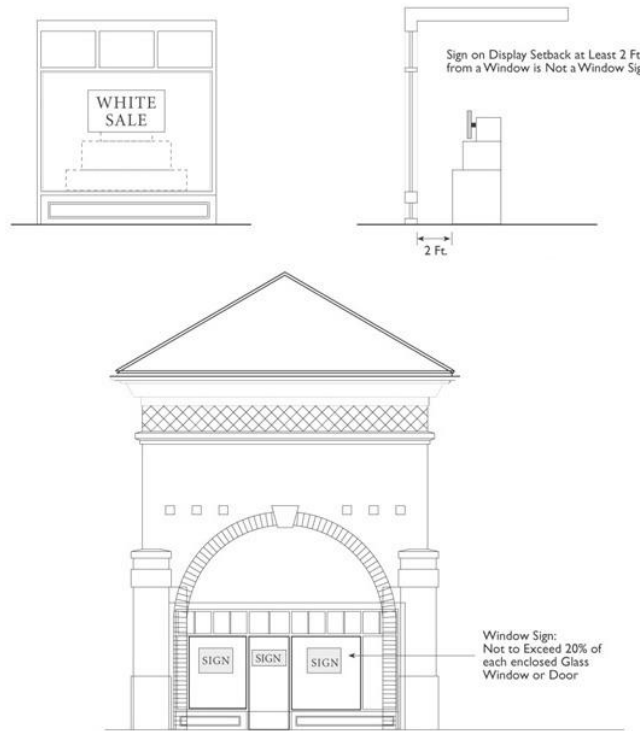 WHITE
SALE
Sign on Display Setback at Least 2 Ft
from a Window is Not a Window Sig
2 Ft.
SIGN
SIGN
SIGN
Window Sign:
Not to Exceed 20% of
each enclosed Glass
Window or Door